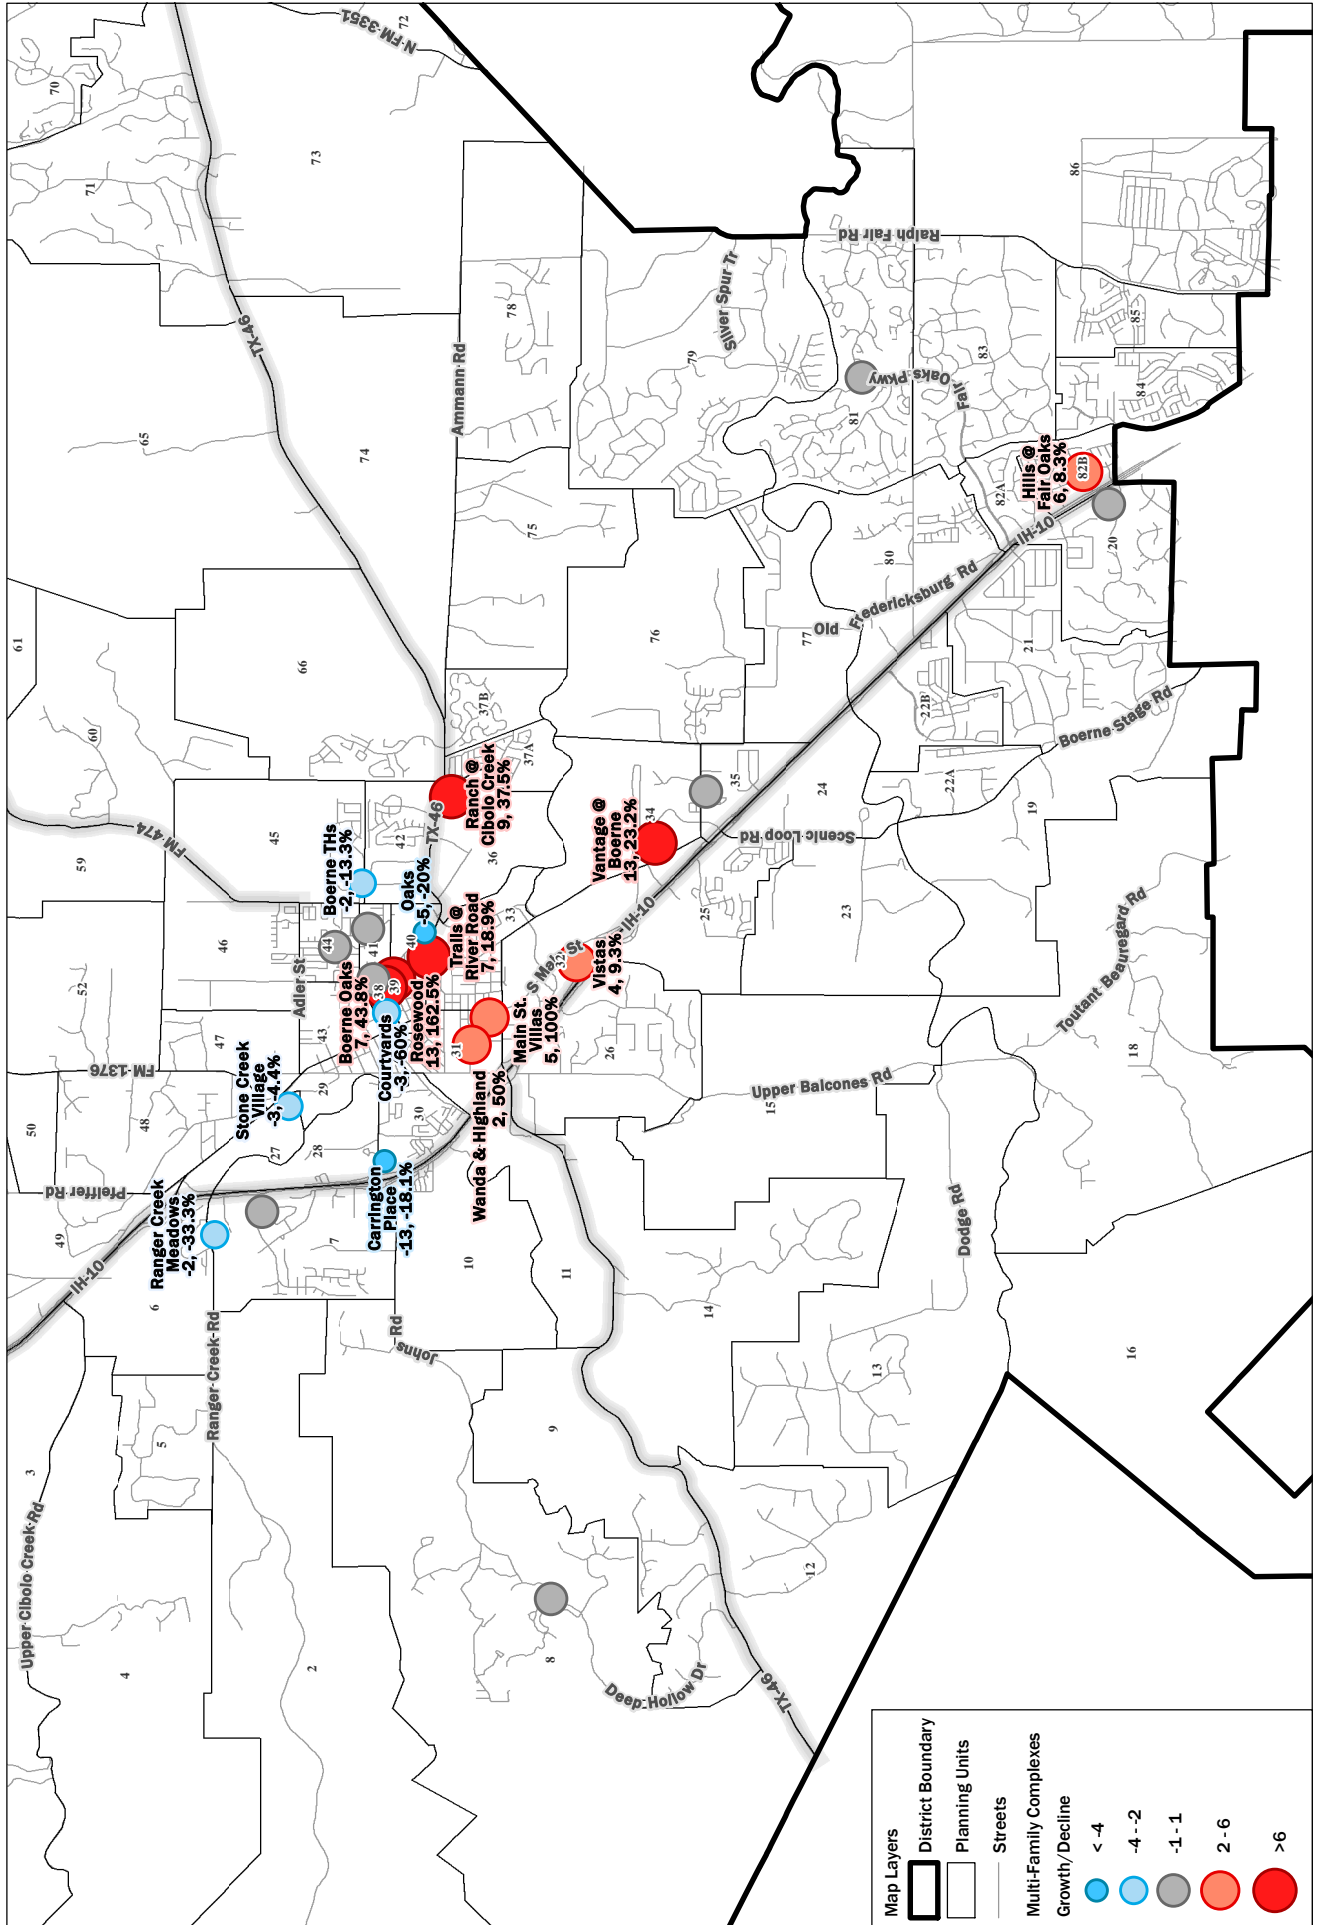 Map Layers
District Boundary
Planning Units
Streets
Multi-Family Complexes
Growth/Decline
< -4
-4 - -2
-1 - 1
2 - 6
>6
Ranger Creek
Meadows
-2, -33.3%
Stone Creek
Village
-3, -4.4%
Carrington
Place
-13, -18.1%
Boerne THs
-2, -13.3%
Boerne Oaks
7, 43.8%
Courtyards
-3, -60%
Rosewood
13, 162.5%
Oaks
-5, -20%
Trails @
River Road
7, 18.9%
Ranch @
Cibolo Creek
9, 37.5%
Wanda & Highland
2, 50%
Main St.
Villas
5, 100%
Vistas
4, 9.3%
Vantage @
Boerne
13, 23.2%
Hills @
Fair Oaks
6, 8.3%
Upper Cibolo Creek Rd
IH-10
Ranger Creek Rd
Pfeiffer Rd
FM-1376
Adler St
FM-474
TX-46
N FM-3351
Johns Rd
Ammann Rd
TX-46
S Main St
IH-10
Scenic Loop Rd
Silver Spur Tr
Ralph Fair Rd
Fair Oaks Pkwy
Old Fredericksburg Rd
IH-10
Boerne Stage Rd
Toutant Beauregard Rd
Upper Balcones Rd
Dodge Rd
Deep Hollow Dr
TX-46
2
3
4
5
6
7
8
9
10
11
12
13
14
15
16
18
19
20
21
22A
22B
23
24
25
26
27
28
29
30
31
32
33
34
35
36
37A
37B
38
39
40
41
42
43
44
45
46
47
48
49
50
52
59
60
61
65
66
70
71
72
73
74
75
76
77
78
79
80
81
82A
82B
83
84
85
86